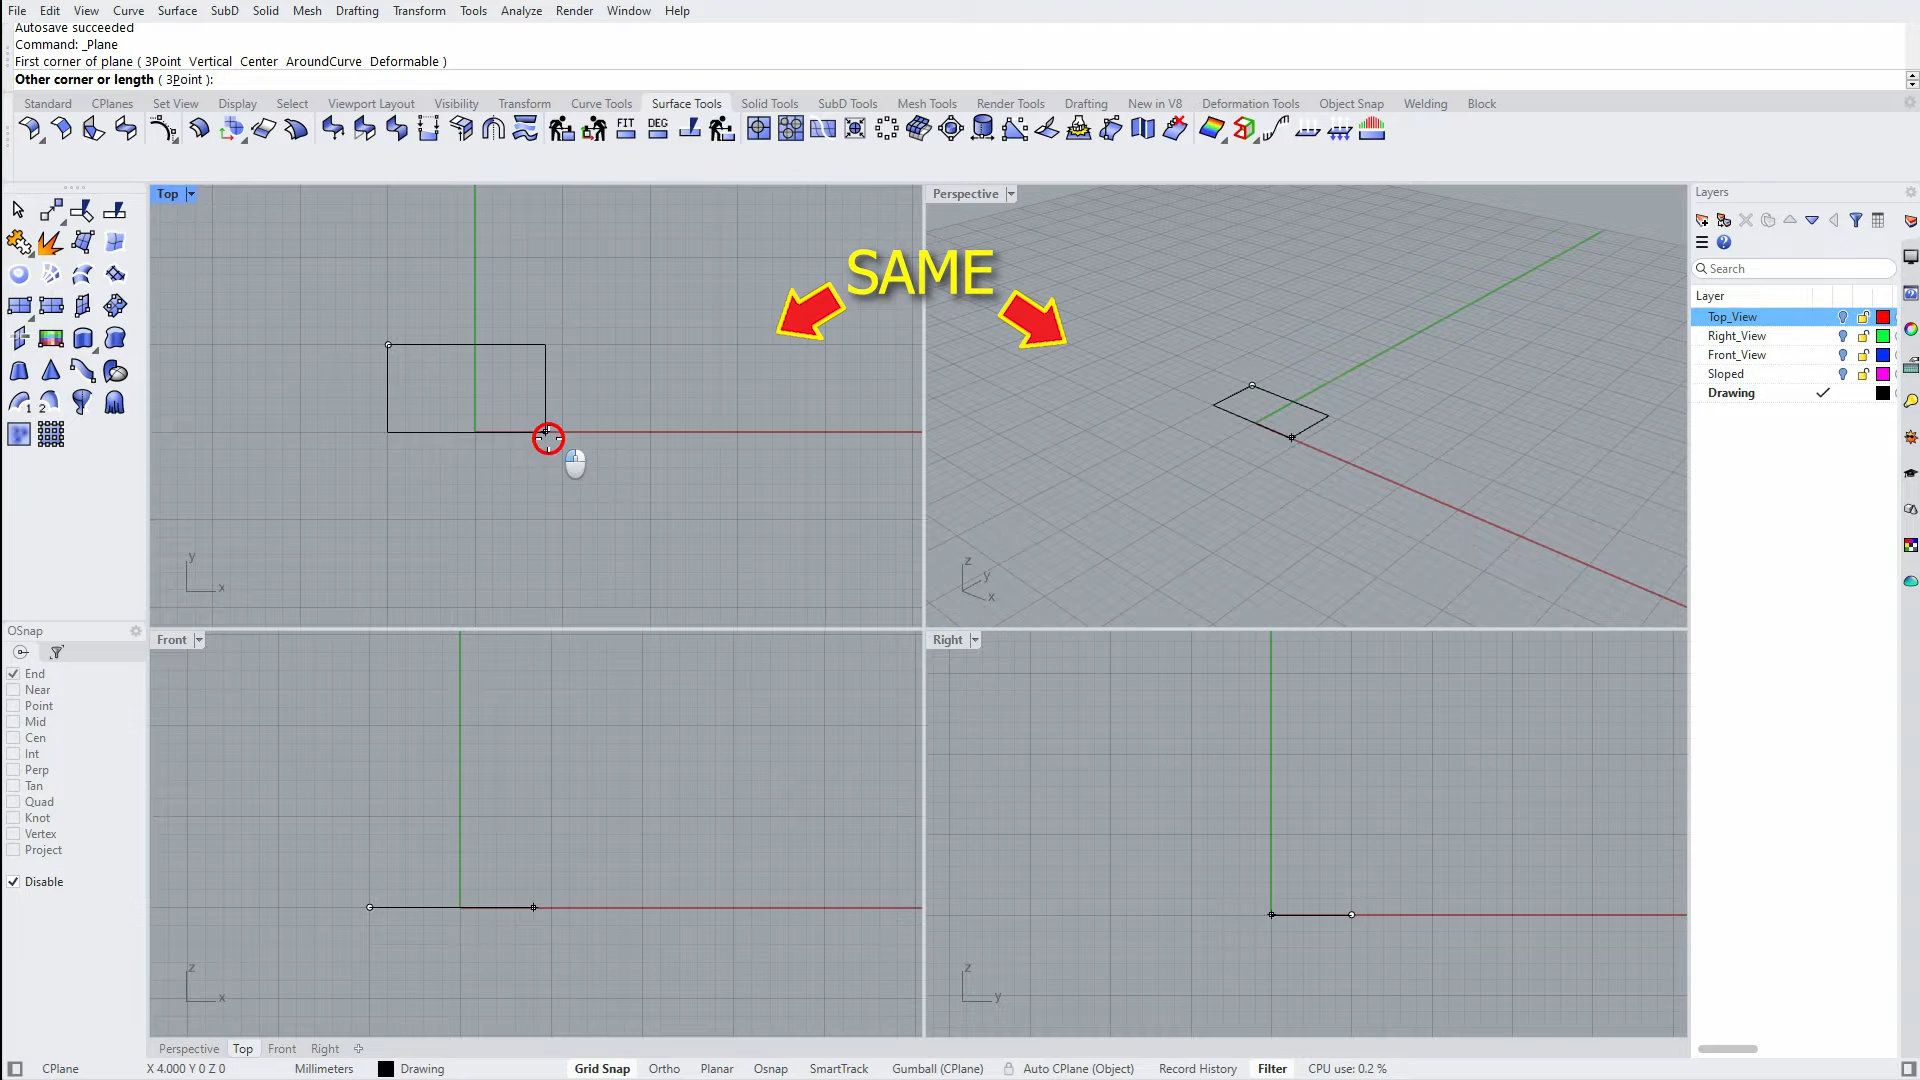 File Edit View Curve Surface SubD Solid Mesh Drafting Transform Tools Analyze Render Window Help
Autosave succeeded
Command: _Plane
First corner of plane ( 3Point Vertical Center AroundCurve Deformable )
Other corner or length ( 3Point ):
Standard CPlanes Set View Display Select Viewport Layout Visibility Transform Curve Tools Surface Tools Solid Tools SubD Tools Mesh Tools Render Tools Drafting New in V8 Deformation Tools Object Snap Welding Block
FIT DEG
Top
Perspective
SAME
y
x
z
y
x
1 2
Front
Right
z
x
z
y
Layers
Search
Layer
Top_View
Right_View
Front_View
Sloped
Drawing
OSnap
End
Near
Point
Mid
Cen
Int
Perp
Tan
Quad
Knot
Vertex
Project
Disable
Perspective Top Front Right
CPlane X 4.000 Y 0 Z 0 Millimeters Drawing Grid Snap Ortho Planar Osnap SmartTrack Gumball (CPlane) Auto CPlane (Object) Record History Filter CPU use: 0.2 %